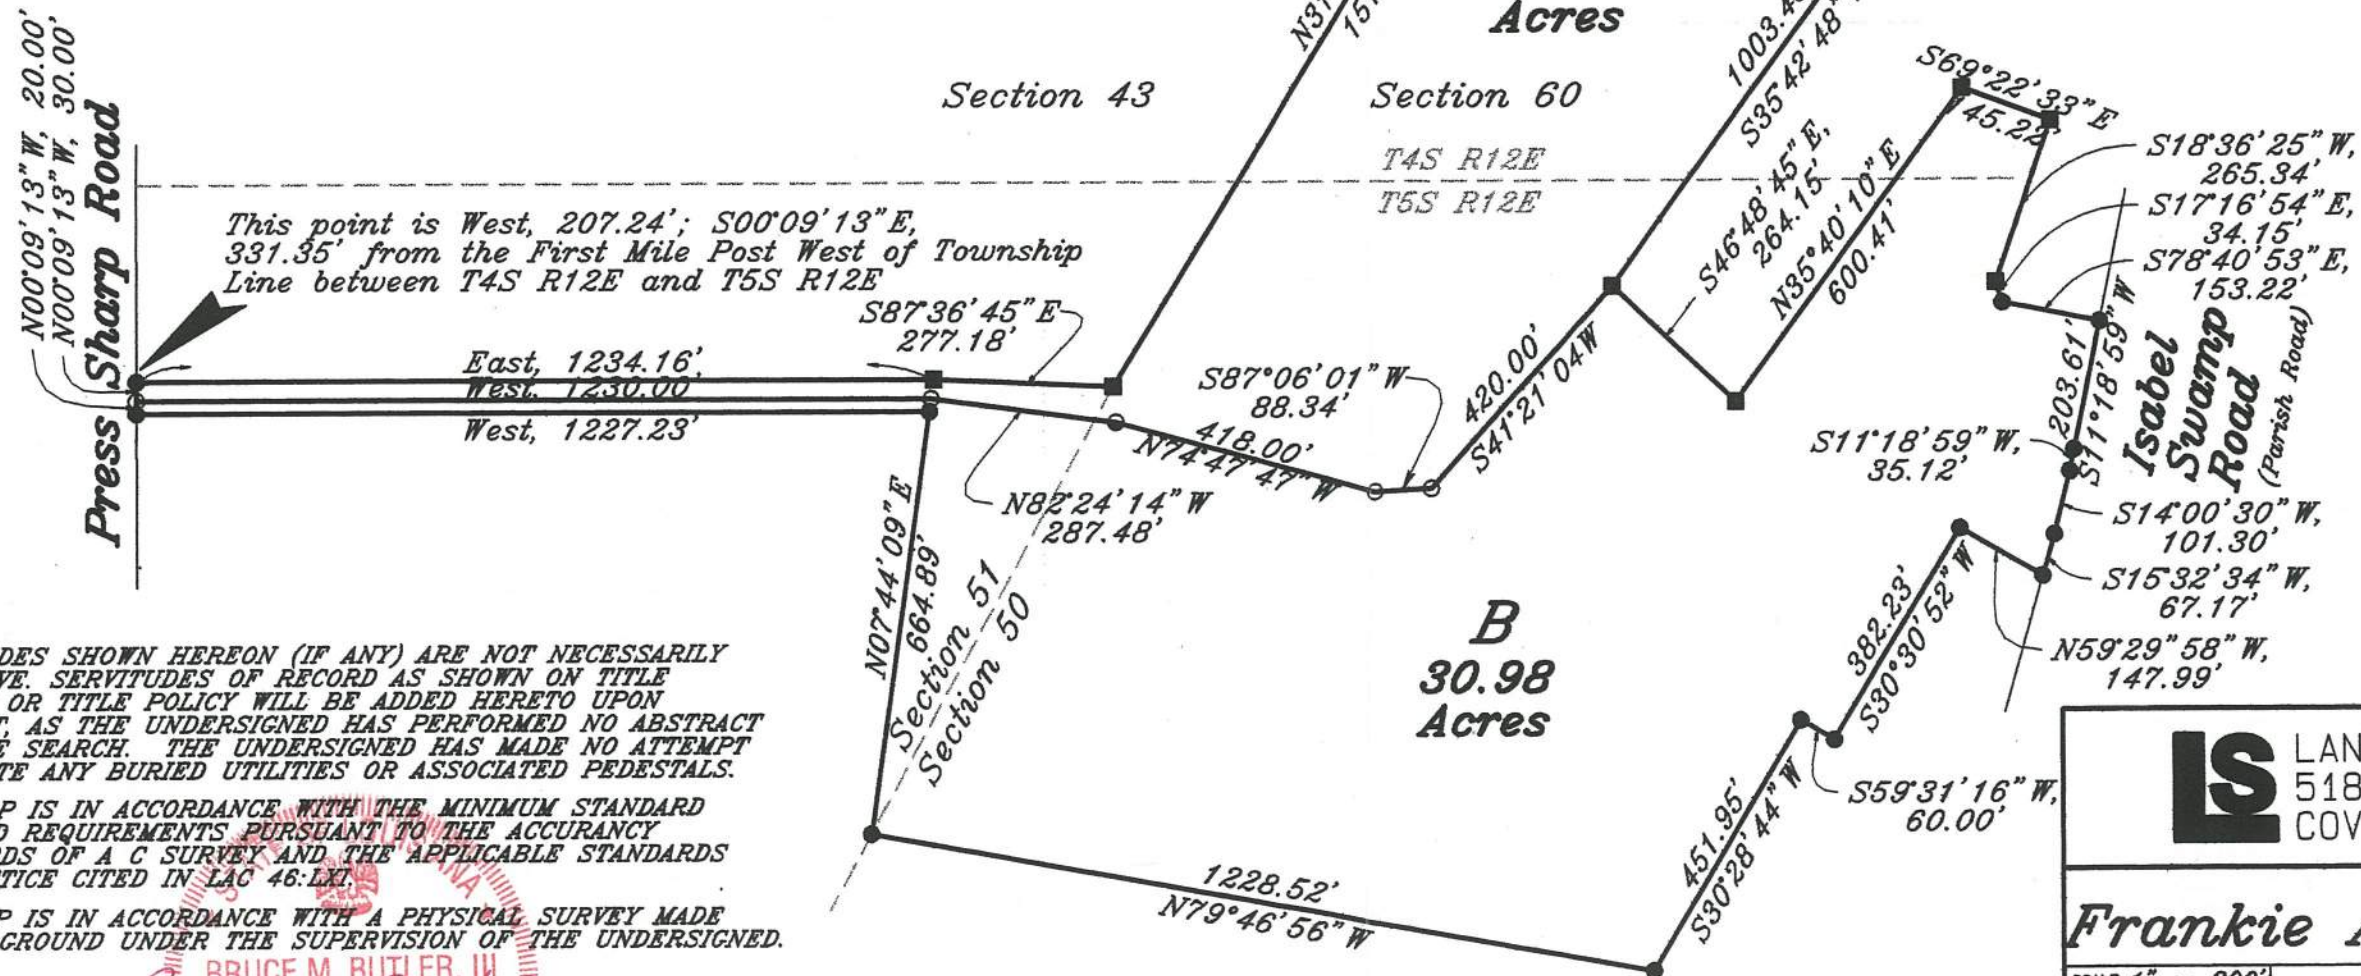 N00°09'13"W, 20.00'
N00°09'13"W, 30.00'
Press Sharp Road
Acres
Section 43
Section 60
T4S R12E
T5S R12E
1003.4
S35°42'48"
S69°22'33"E
45.22'
S18°36'25"W,
265.34'
S17°16'54"E,
34.15'
S78°40'53"E,
153.22'
S46°48'45"E,
264.15'
N35°40'10"E
600.41'
This point is West, 207.24'; S00°09'13"E,
331.35' from the First Mile Post West of Township
Line between T4S R12E and T5S R12E
S87°36'45"E
277.18'
East, 1234.16'
West, 1230.00'
West, 1227.23'
S87°06'01"W
88.34'
420.00'
S41°21'04W
418.00'
N74°47'47"W
N82°24'14"W
287.48'
203.61'
S11°18'59"W
Isabel
Swamp
Road
(Parish Road)
S11°18'59"W,
35.12'
S14°00'30"W,
101.30'
S15°32'34"W,
67.17'
N59°29"58"W,
147.99'
N07°44'09"E
664.89'
Section 51
Section 50
B
30.98
Acres
382.23'
S30°30'52"W
S59°31'16"W,
60.00'
451.95'
S30°28'44"W
1228.52'
N79°46'56"W
DES SHOWN HEREON (IF ANY) ARE NOT NECESSARILY
VE. SERVITUDES OF RECORD AS SHOWN ON TITLE
OR TITLE POLICY WILL BE ADDED HERETO UPON
T, AS THE UNDERSIGNED HAS PERFORMED NO ABSTRACT
E SEARCH. THE UNDERSIGNED HAS MADE NO ATTEMPT
TE ANY BURIED UTILITIES OR ASSOCIATED PEDESTALS.
P IS IN ACCORDANCE WITH THE MINIMUM STANDARD
D REQUIREMENTS PURSUANT TO THE ACCURANCY
DS OF A C SURVEY AND THE APPLICABLE STANDARDS
TICE CITED IN LAC 46:LXI.
P IS IN ACCORDANCE WITH A PHYSICAL SURVEY MADE
GROUND UNDER THE SUPERVISION OF THE UNDERSIGNED.
STATE OF LOUISIANA
BRUCE M. BUTLER, III
LS
LAN
518
COV
Frankie